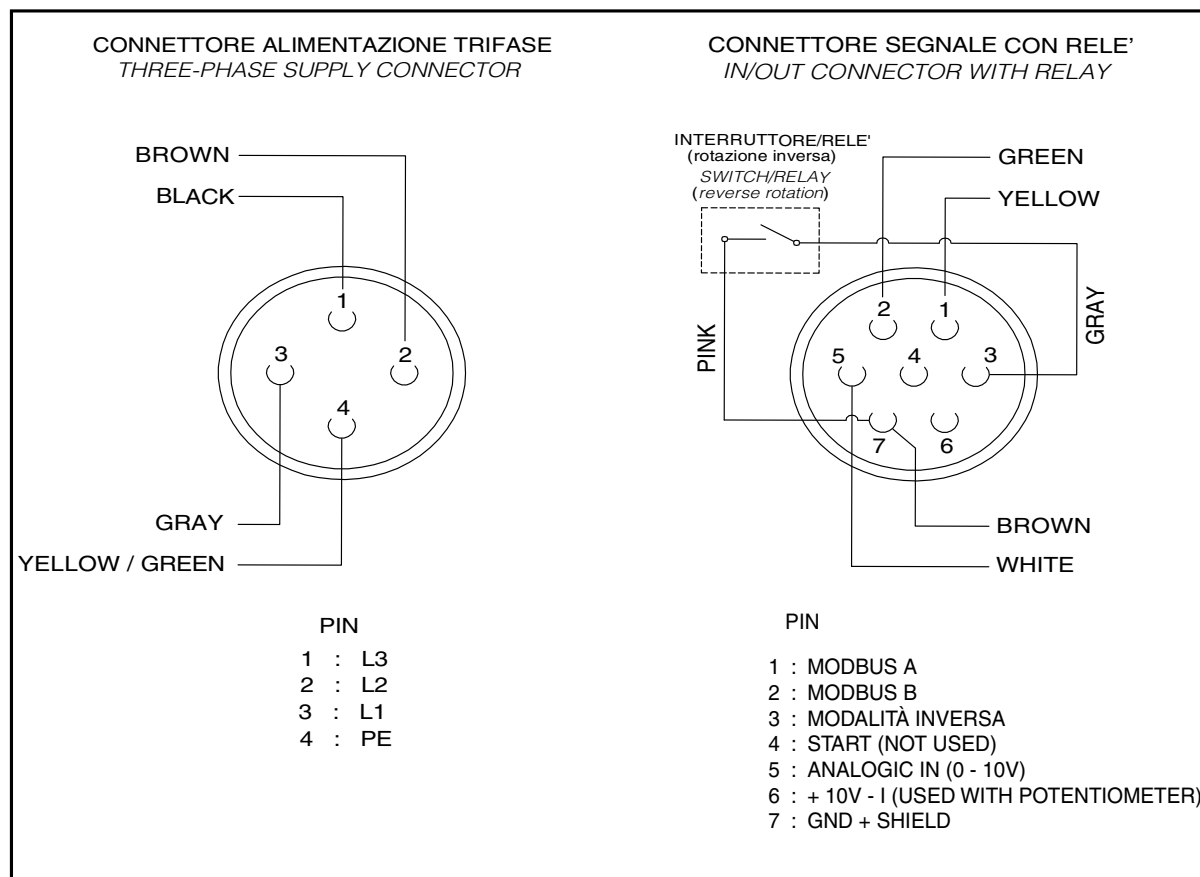 CONNETTORE ALIMENTAZIONE TRIFASE
THREE-PHASE SUPPLY CONNECTOR
BROWN
BLACK
1
3
2
4
GRAY
YELLOW / GREEN
PIN
1 : L3
2 : L2
3 : L1
4 : PE
CONNETTORE SEGNALE CON RELE'
IN/OUT CONNECTOR WITH RELAY
INTERRUTTORE/RELE'
(rotazione inversa)
SWITCH/RELAY
(reverse rotation)
GREEN
YELLOW
PINK
GRAY
2
1
5
4
3
7
6
BROWN
WHITE
PIN
1 : MODBUS A
2 : MODBUS B
3 : MODALITÀ INVERSA
4 : START (NOT USED)
5 : ANALOGIC IN (0 - 10V)
6 : + 10V - I (USED WITH POTENTIOMETER)
7 : GND + SHIELD